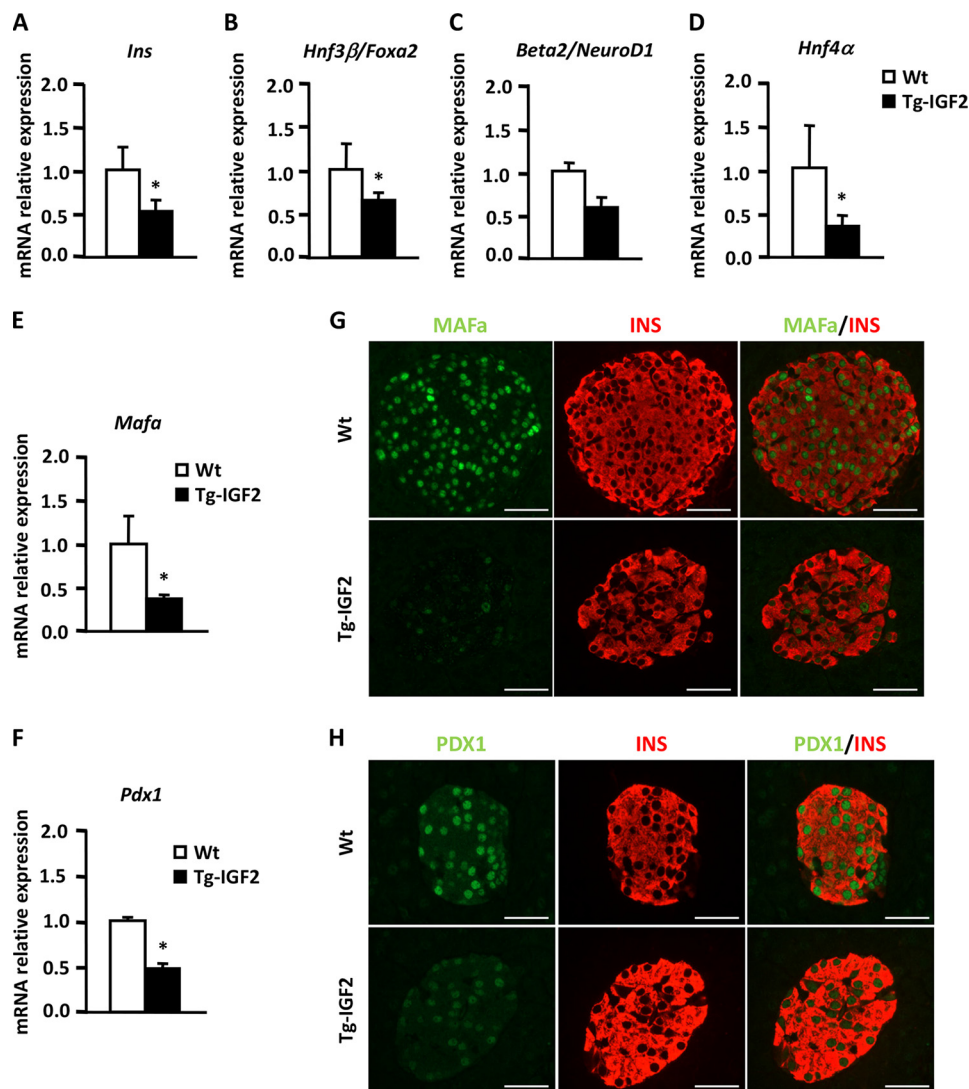 A
B
C
D
Ins
Hnf3β/Foxa2
Beta2/NeuroD1
Hnf4α
mRNA relative expression
2.0
1.5
1.0
0.5
0.0
*
mRNA relative expression
2.0
1.5
1.0
0.5
0.0
*
mRNA relative expression
2.0
1.5
1.0
0.5
0.0
mRNA relative expression
2.0
1.5
1.0
0.5
0.0
*
Wt
Tg-IGF2
E
Mafa
mRNA relative expression
2.0
1.5
1.0
0.5
0.0
*
Wt
Tg-IGF2
G
MAFa
INS
MAFa/INS
Wt
Tg-IGF2
F
Pdx1
mRNA relative expression
2.0
1.5
1.0
0.5
0.0
*
Wt
Tg-IGF2
H
PDX1
INS
PDX1/INS
Wt
Tg-IGF2